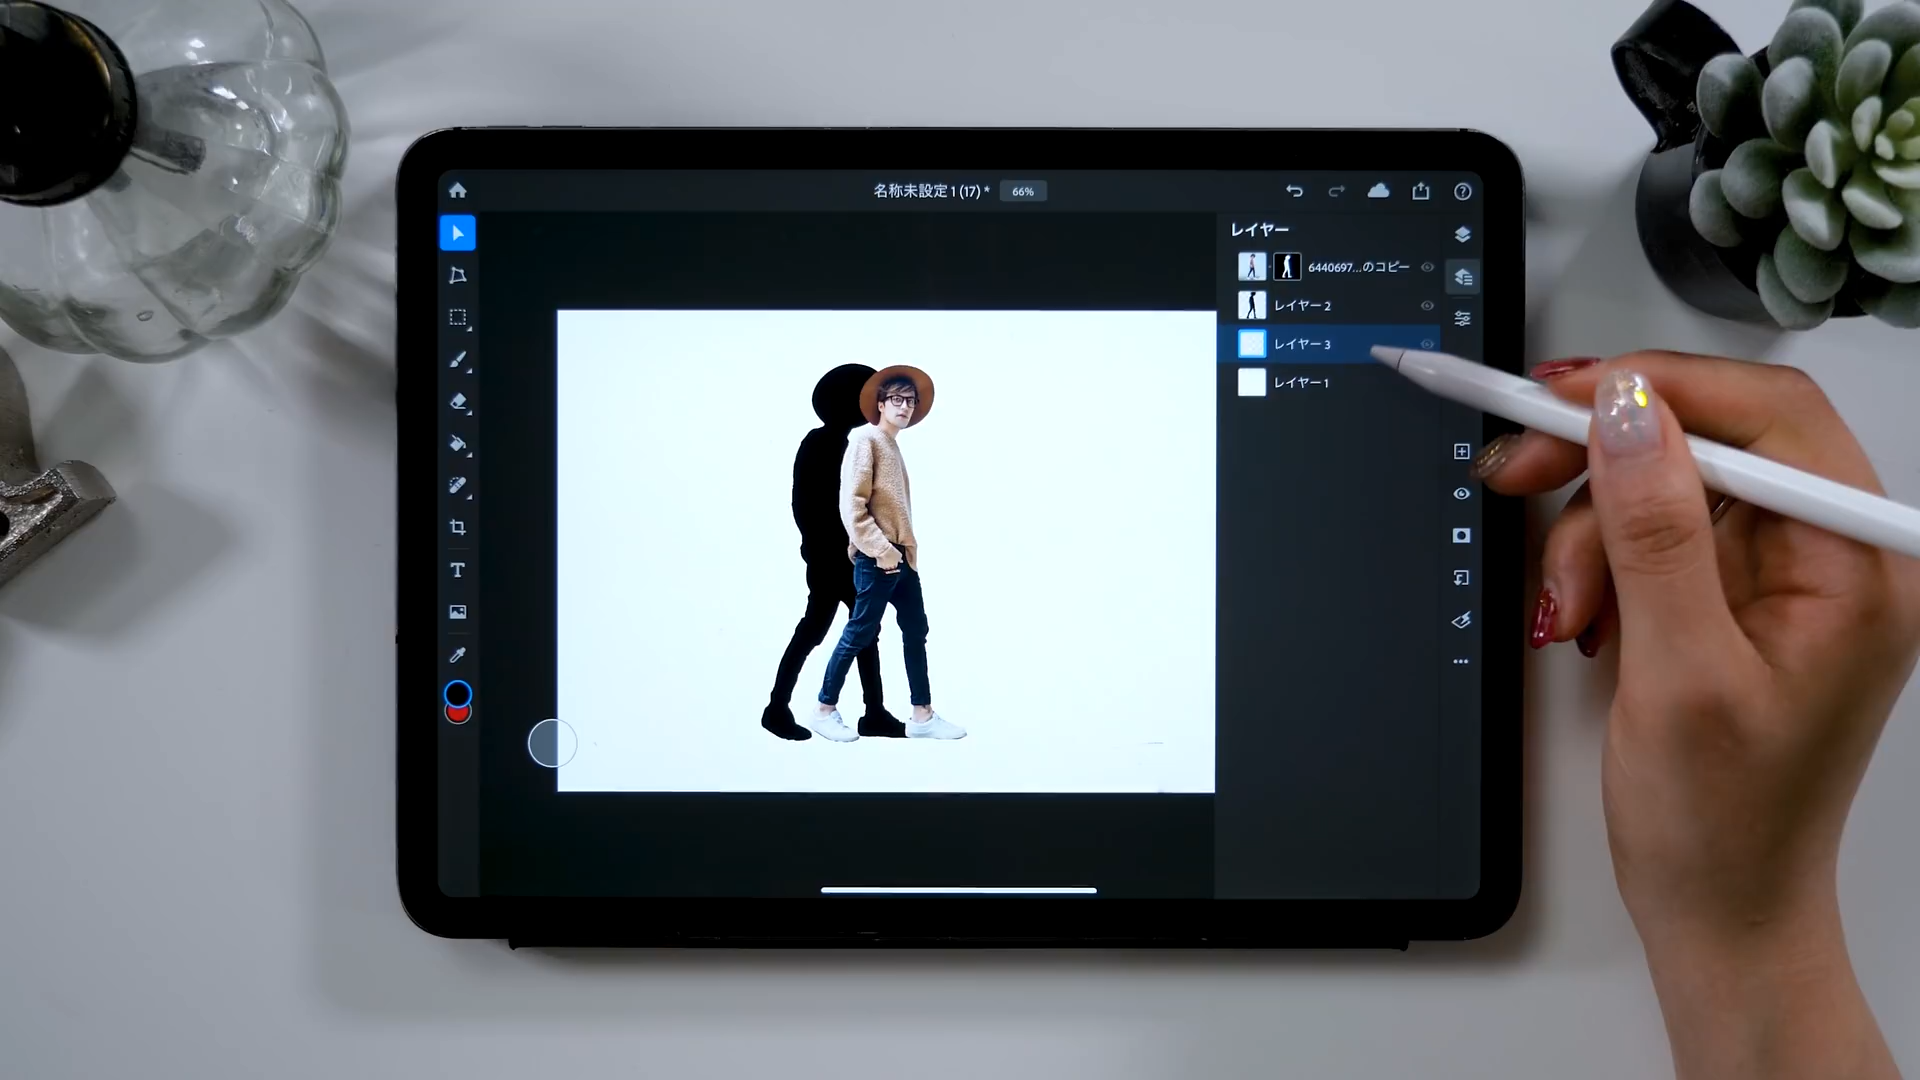 名称未設定 1 (17) *
66%
レイヤー
6440697...のコピー
レイヤー 2
レイヤー 3
レイヤー 1
T